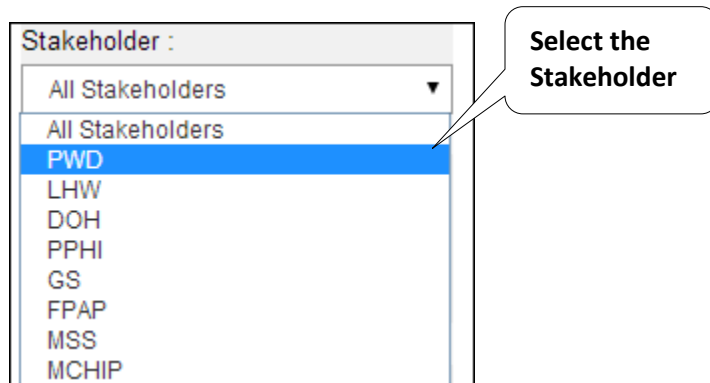 Stakeholder :
All Stakeholders
All Stakeholders
PWD
LHW
DOH
PPHI
GS
FPAP
MSS
MCHIP
Select the
Stakeholder